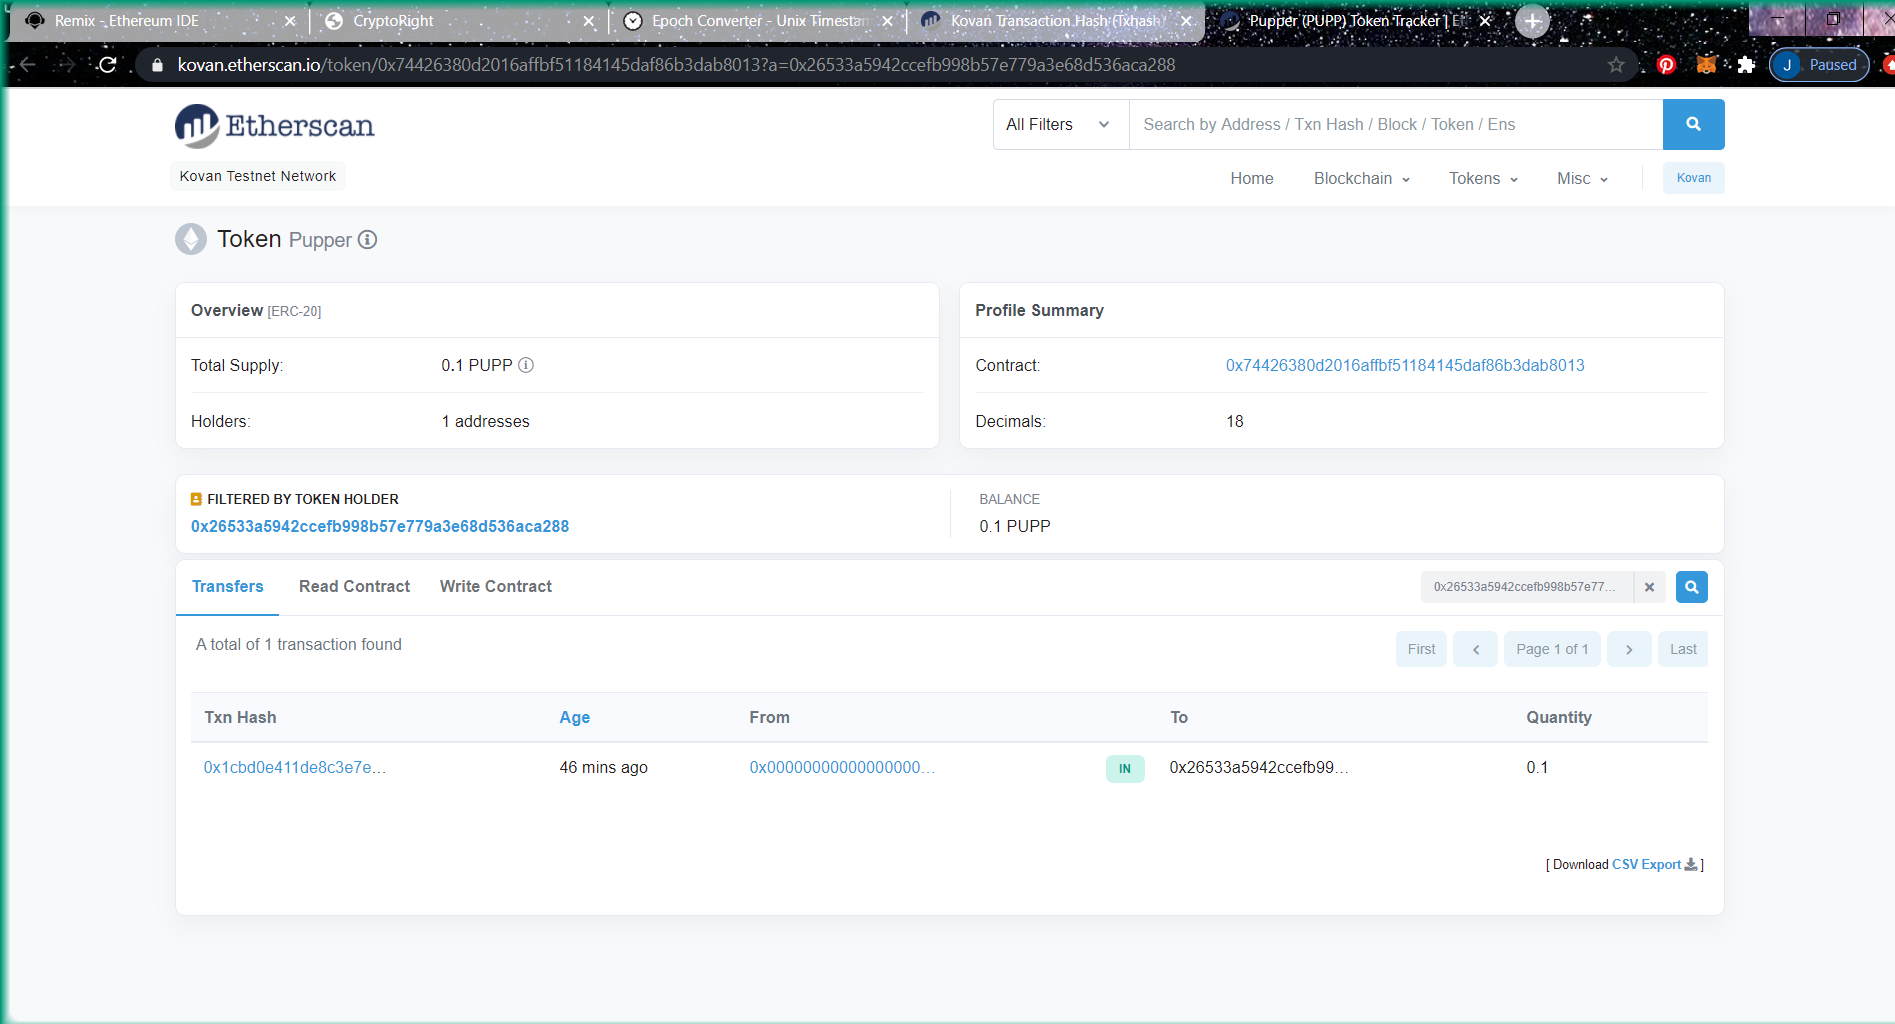 Remix - Ethereum IDE
CryptoRight
Epoch Converter - Unix Timestam
Kovan Transaction Hash (Txhash)
Pupper (PUPP) Token Tracker | Et
kovan.etherscan.io/token/0x74426380d2016affbf51184145daf86b3dab8013?a=0x26533a5942ccefb998b57e779a3e68d536aca288
J Paused
Etherscan
All Filters
Search by Address / Txn Hash / Block / Token / Ens
Kovan Testnet Network
Home Blockchain Tokens Misc Kovan
Token Pupper
Overview [ERC-20]
Total Supply: 0.1 PUPP
Holders: 1 addresses
Profile Summary
Contract: 0x74426380d2016affbf51184145daf86b3dab8013
Decimals: 18
FILTERED BY TOKEN HOLDER
0x26533a5942ccefb998b57e779a3e68d536aca288
BALANCE
0.1 PUPP
Transfers Read Contract Write Contract
0x26533a5942ccefb998b57e77...
A total of 1 transaction found
First Page 1 of 1 Last
Txn Hash Age From To Quantity
0x1cbd0e411de8c3e7e... 46 mins ago 0x00000000000000000... IN 0x26533a5942ccefb99... 0.1
[ Download CSV Export ]